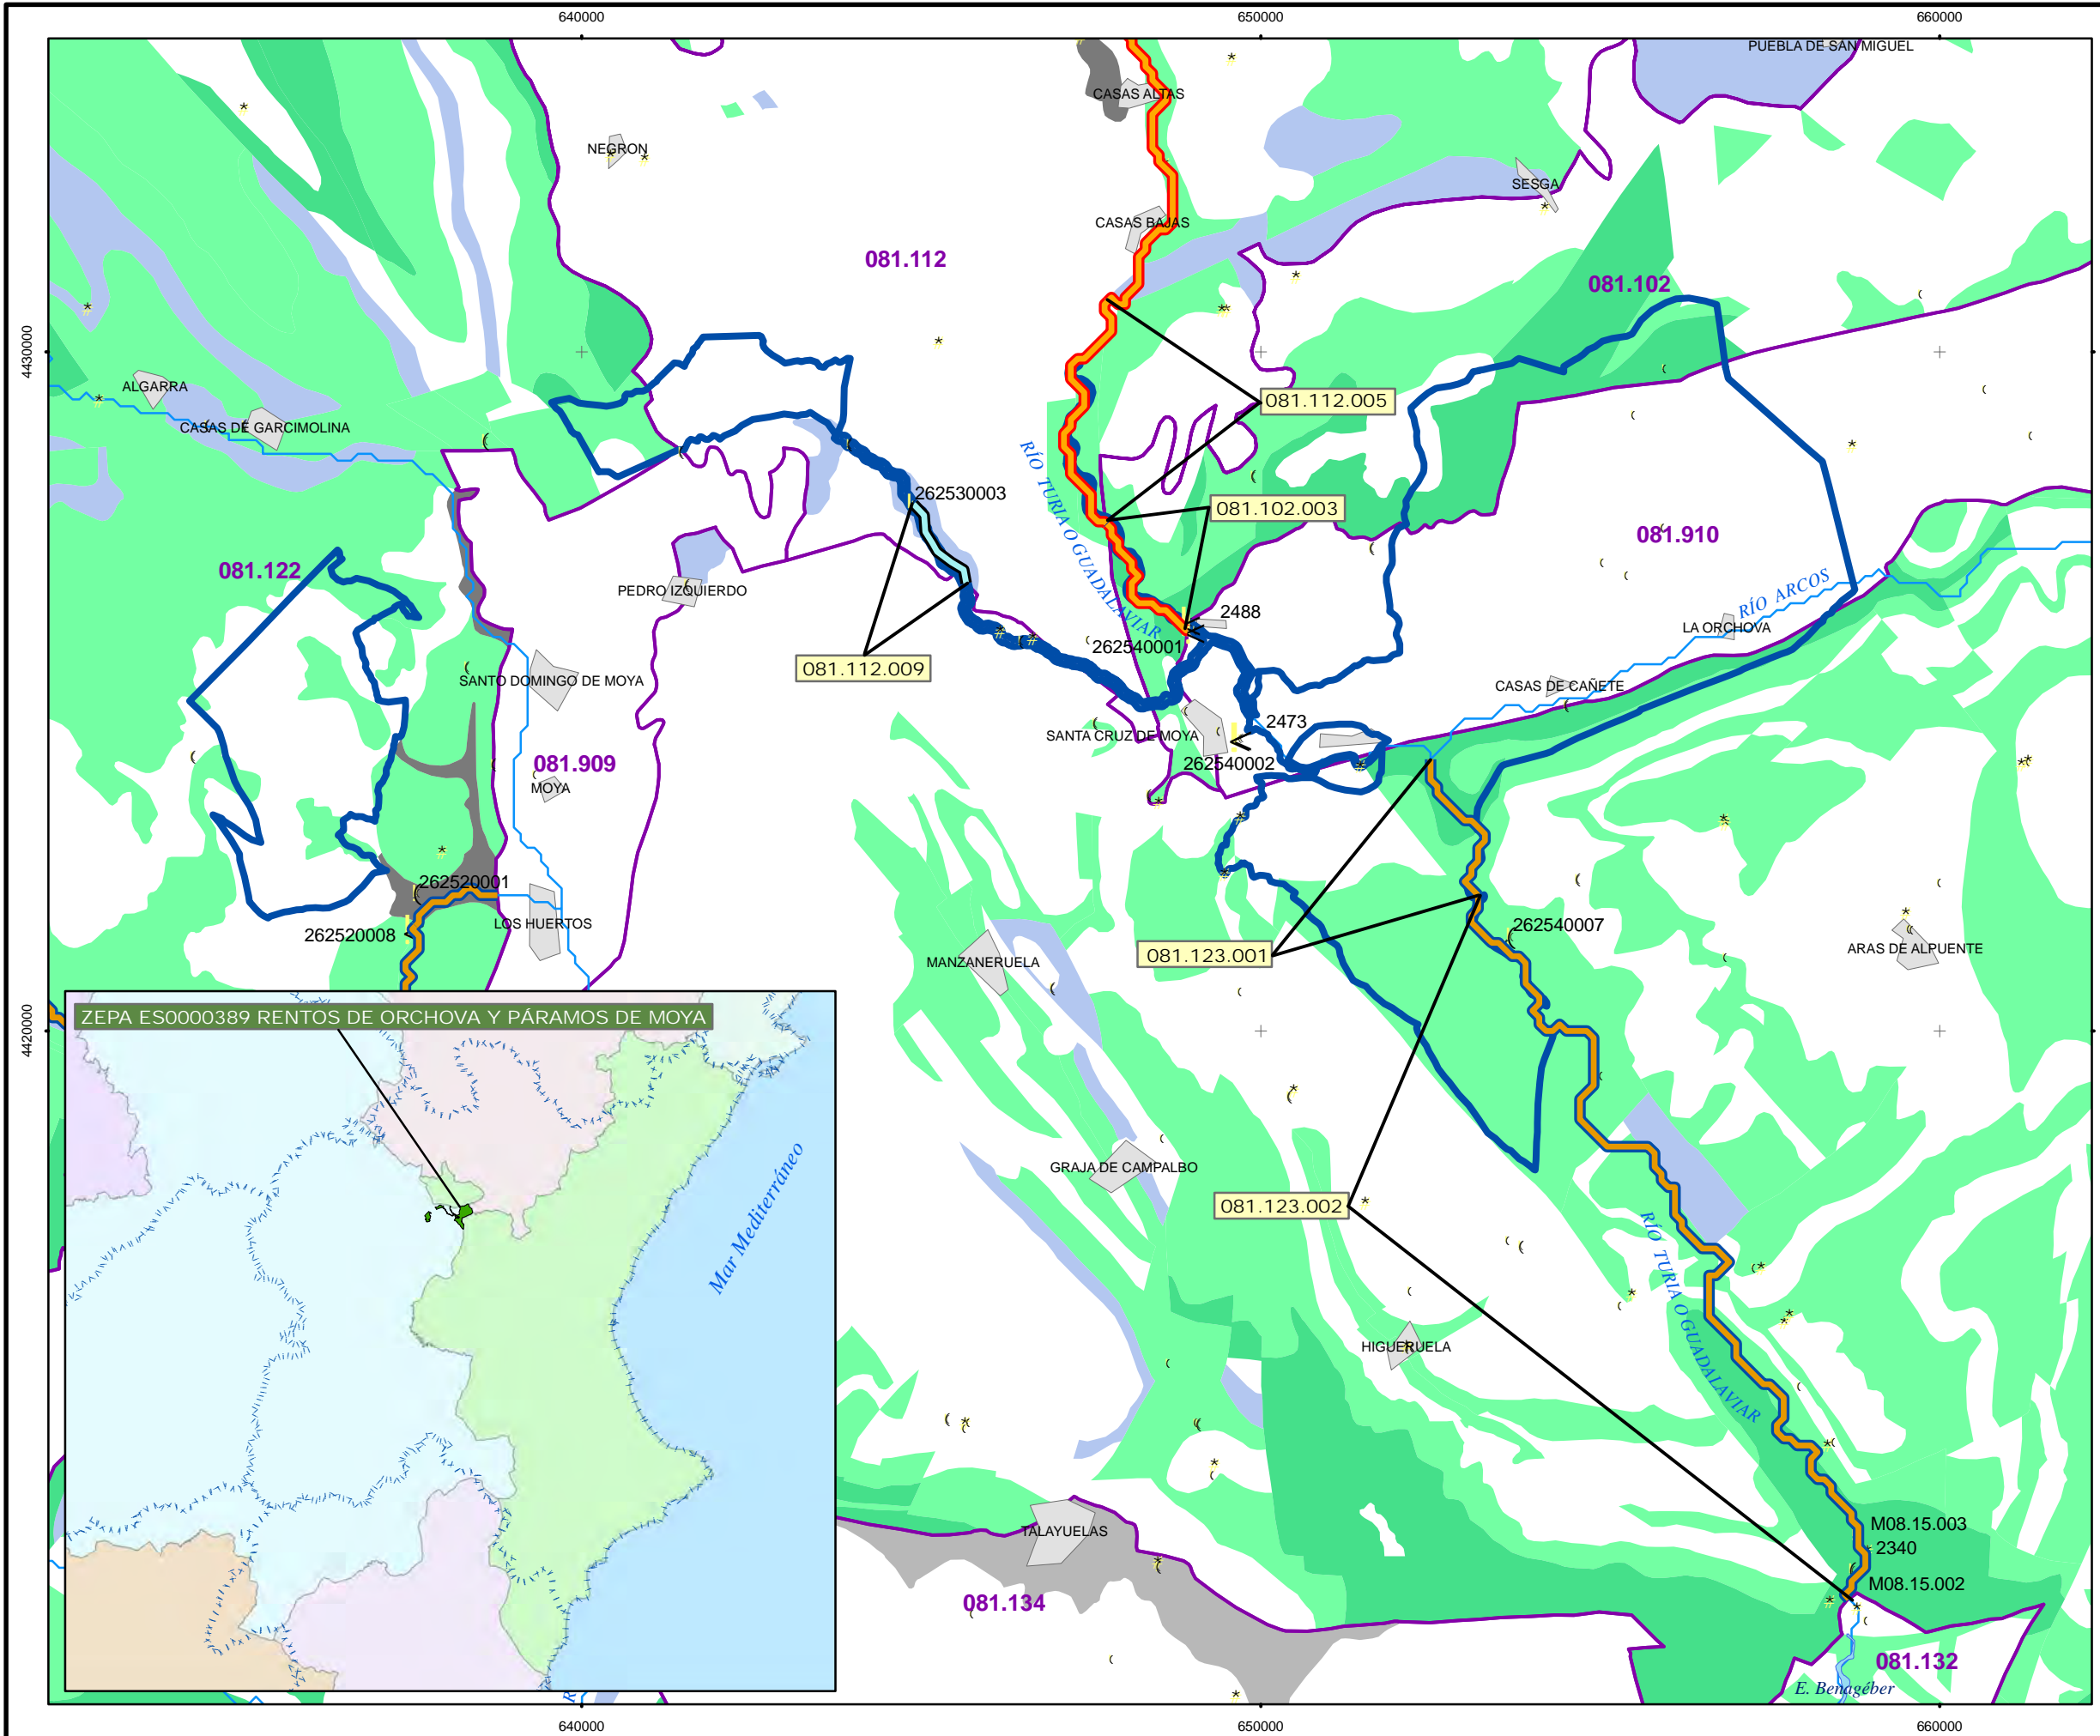 640000
650000
660000
PUEBLA DE SAN MIGUEL
CASAS ALTAS
NEGRON
SESGA
CASAS BAJAS
081.112
081.102
4430000
ALGARRA
CASAS DE GARCIMOLINA
081.112.005
RÍO TURIA O GUADALAVIAR
262530003
081.102.003
081.910
081.122
PEDRO IZQUIERDO
RÍO ARCOS
2488
LA ORCHOVA
262540001
081.112.009
SANTO DOMINGO DE MOYA
CASAS DE CAÑETE
2473
SANTA CRUZ DE MOYA
081.909
262540002
MOYA
262520001
LOS HUERTOS
262520008
262540007
081.123.001
MANZANERUELA
ARAS DE ALPUENTE
4420000
ZEPA ES0000389 RENTOS DE ORCHOVA Y PÁRAMOS DE MOYA
Mar Mediterráneo
GRAJA DE CAMPALBO
081.123.002
RÍO TURIA O GUADALAVIAR
HIGUERUELA
TALAYUELAS
M08.15.003
2340
M08.15.002
081.134
081.132
E. Benagéber
R
640000
650000
660000